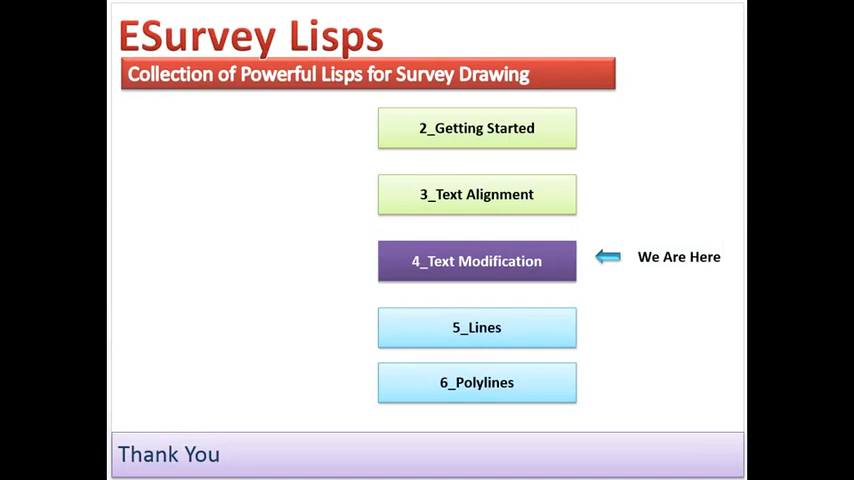 ESurvey Lisps
Collection of Powerful Lisps for Survey Drawing
2_Getting Started
3_Text Alignment
4_Text Modification
We Are Here
5_Lines
6_Polylines
Thank You